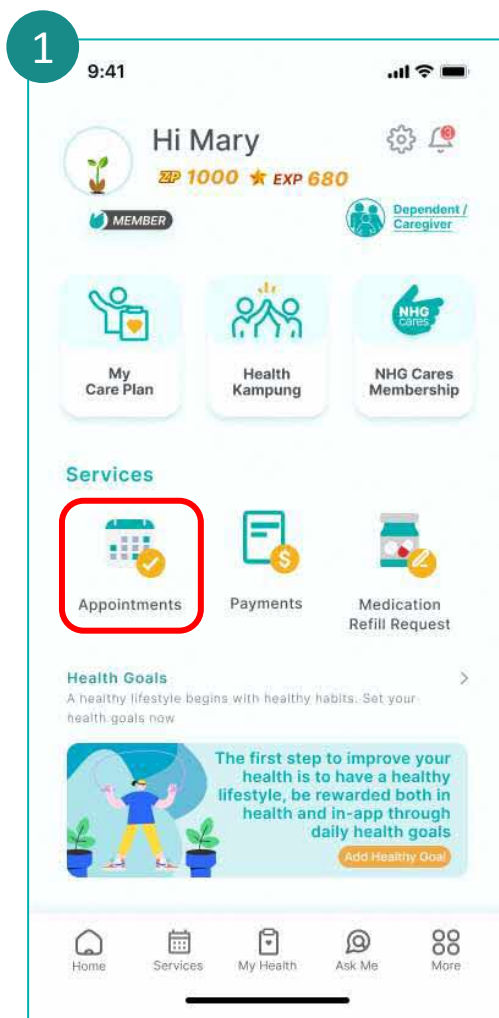 1
9:41
Hi Mary
3
ZP 1000 EXP 680
MEMBER
Dependent /
Caregiver
NHG
cares
My
Care Plan
Health
Kampung
NHG Cares
Membership
Services
Appointments
Payments
Medication
Refill Request
Health Goals
A healthy lifestyle begins with healthy habits. Set your
health goals now
The first step to improve your
health is to have a healthy
lifestyle, be rewarded both in
health and in-app through
daily health goals
Add Healthy Goal
Home
Services
My Health
Ask Me
More